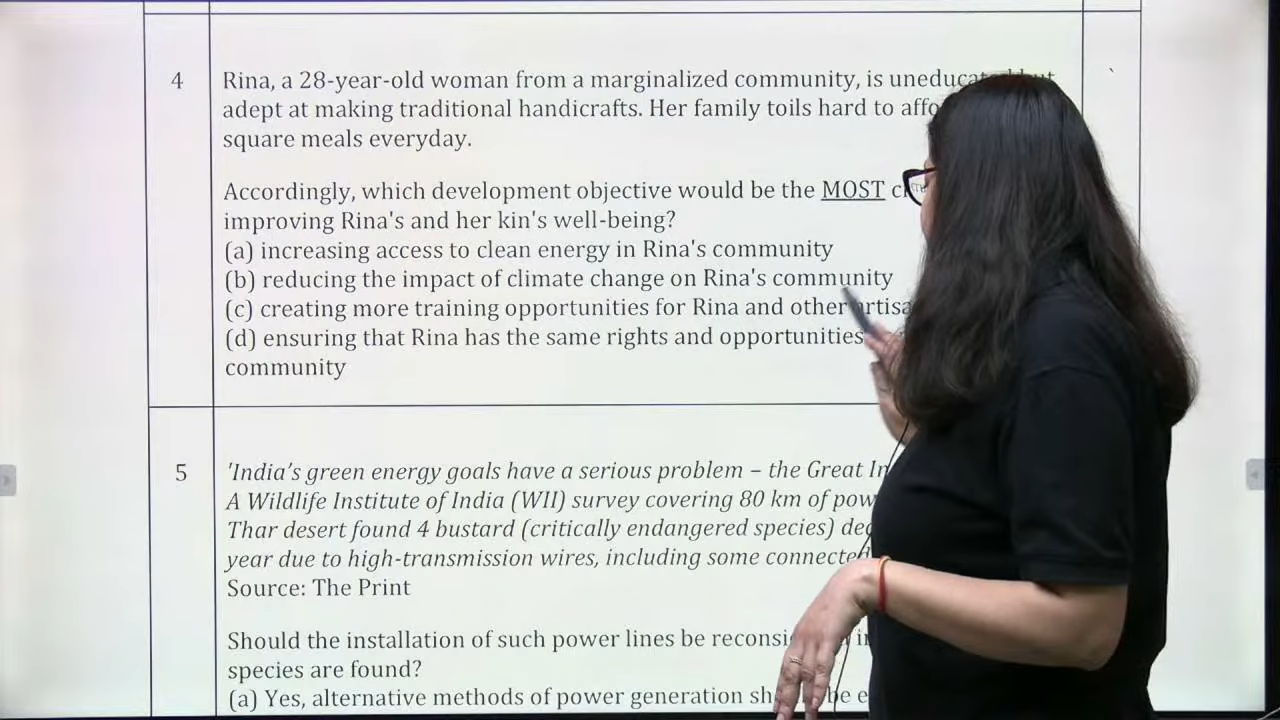 4
Rina, a 28-year-old woman from a marginalized community, is
adept at making traditional handicrafts. Her family toils hard to
square meals everyday.
Accordingly, which development objective would be the MOST
improving Rina's and her kin's well-being?
(a) increasing access to clean energy in Rina's community
(b) reducing the impact of climate change on Rina's community
(c) creating more training opportunities for Rina and other
(d) ensuring that Rina has the same rights and opportunities
community
5
'India's green energy goals have a serious problem – the Great
A Wildlife Institute of India (WII) survey covering 80 km of
Thar desert found 4 bustard (critically endangered species)
year due to high-transmission wires, including some connected
Source: The Print
Should the installation of such power lines be
species are found?
(a) Yes, alternative methods of power generation